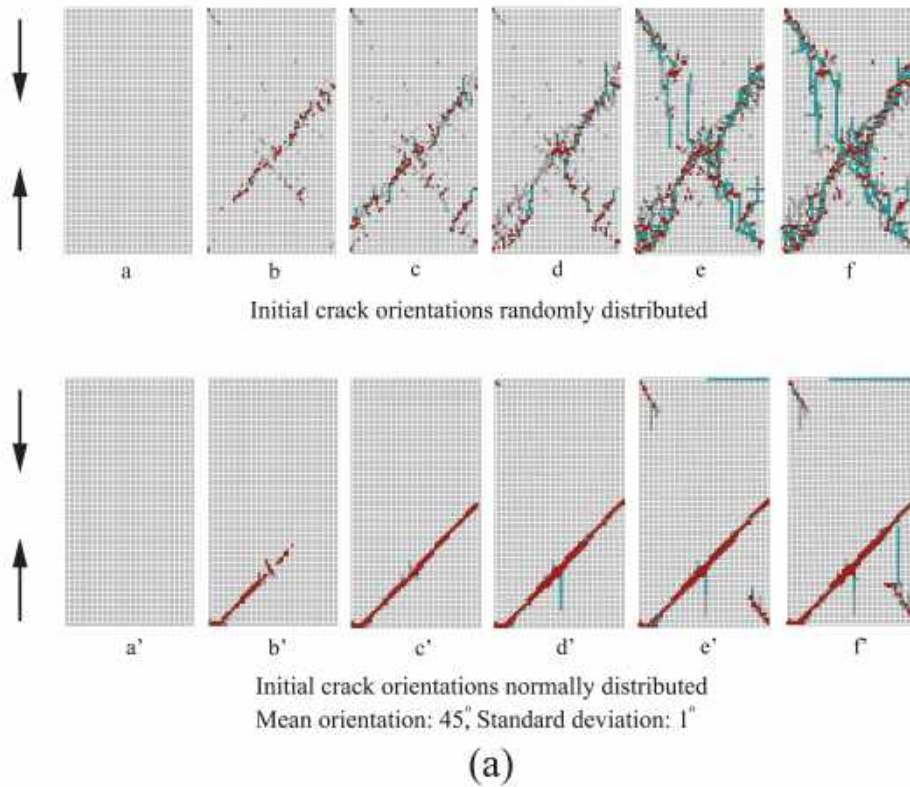 a b c d e f
Initial crack orientations randomly distributed
a' b' c' d' e' f'
Initial crack orientations normally distributed
Mean orientation: 45°, Standard deviation: 1°
(a)